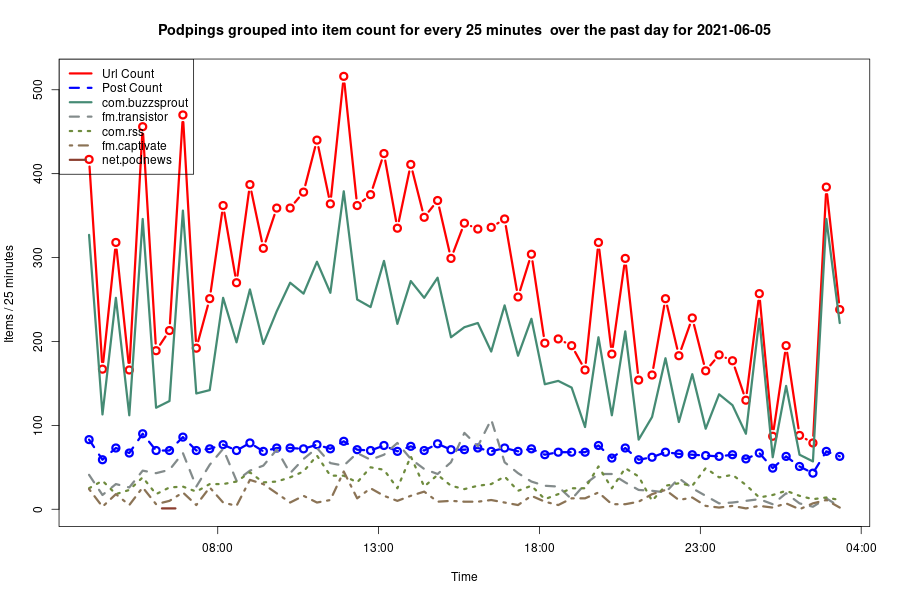 Podpings grouped into item count for every 25 minutes  over the past day for 2021-06-05
Url Count
Post Count
com.buzzsprout
fm.transistor
com.rss
fm.captivate
net.podnews
500
400
300
200
100
0
Items / 25 minutes
08:00 13:00 18:00 23:00 04:00
Time